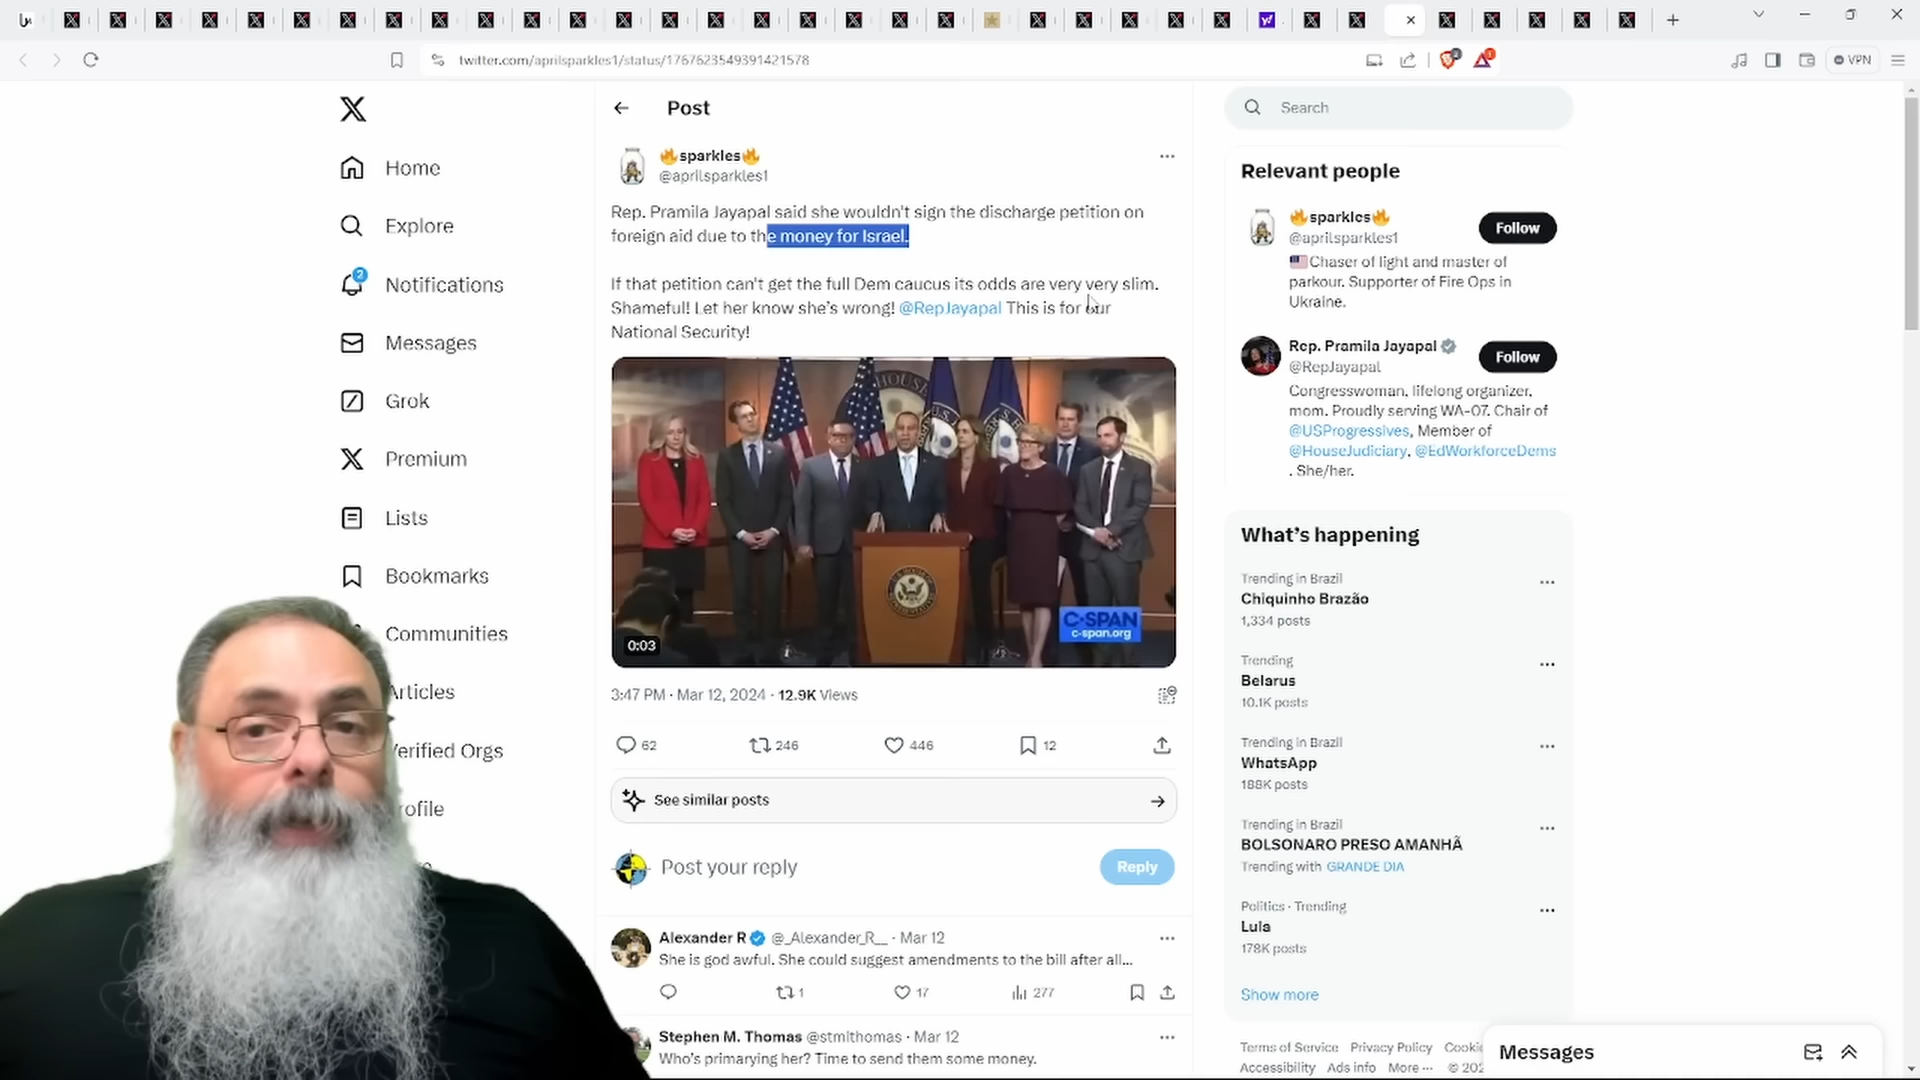 twitter.com/aprilsparkles1/status/1767623549391421578
VPN
Home
Explore
2
Notifications
Messages
Grok
Premium
Lists
Bookmarks
Communities
Articles
Verified Orgs
Post
🔥sparkles🔥
@aprilsparkles1
Rep. Pramila Jayapal said she wouldn't sign the discharge petition on
foreign aid due to the money for Israel.
If that petition can't get the full Dem caucus its odds are very very slim.
Shameful! Let her know she's wrong! @RepJayapal This is for our
National Security!
C-SPAN
c-span.org
0:03
3:47 PM · Mar 12, 2024 · 12.9K Views
62 246 446 12
See similar posts
Post your reply
Reply
Alexander R @_Alexander_R__ · Mar 12
She is god awful. She could suggest amendments to the bill after all...
1 17 277
Stephen M. Thomas @stmlthomas · Mar 12
Who's primarying her? Time to send them some money.
Search
Relevant people
🔥sparkles🔥
@aprilsparkles1
Follow
🇺🇸Chaser of light and master of
parkour. Supporter of Fire Ops in
Ukraine.
Rep. Pramila Jayapal
@RepJayapal
Follow
Congresswoman, lifelong organizer,
mom. Proudly serving WA-07. Chair of
@USProgressives, Member of
@HouseJudiciary, @EdWorkforceDems
. She/her.
What's happening
Trending in Brazil
Chiquinho Brazão
1,334 posts
Trending
Belarus
10.1K posts
Trending in Brazil
WhatsApp
188K posts
Trending in Brazil
BOLSONARO PRESO AMANHÃ
Trending with GRANDE DIA
Politics · Trending
Lula
178K posts
Show more
Terms of Service Privacy Policy
Accessibility Ads info More ···
Messages